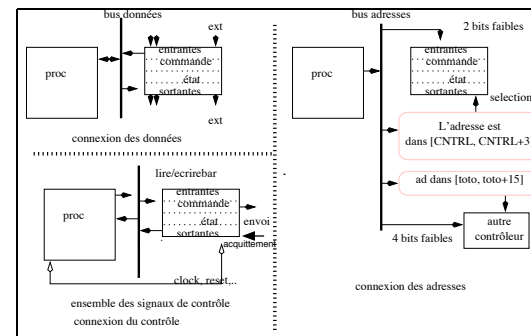 bus données
ext
proc
entrantes
commande
état
sortantes
ext
connexion des données
lire/ecrirebar
proc
entrantes
commande
état
sortantes
envoi
acquittement
clock, reset,..
ensemble des signaux de contrôle
connexion du contrôle
bus adresses
2 bits faibles
proc
entrantes
commande
état
sortantes
selection
L'adresse est
dans [CNTRL, CNTRL+3
ad dans [toto, toto+15]
4 bits faibles
autre
contrôleur
connexion des adresses